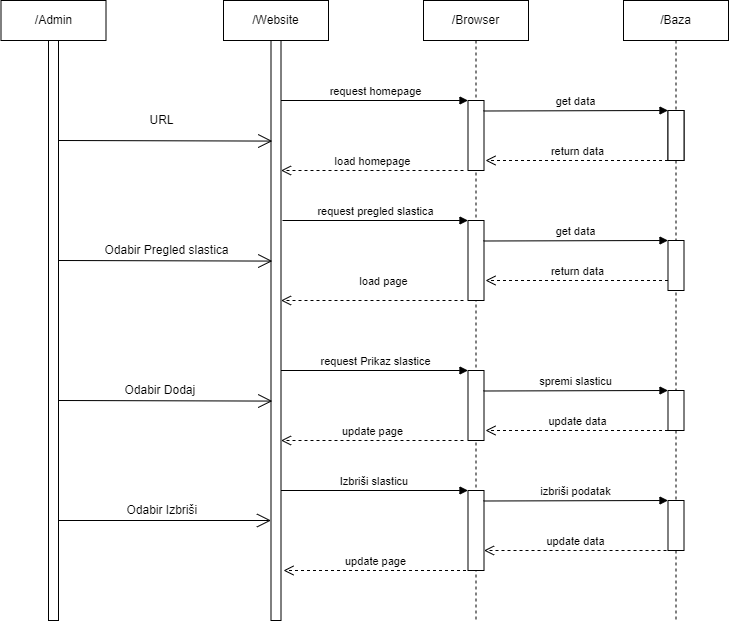 /Admin
/Website
/Browser
/Baza
request homepage
get data
URL
return data
load homepage
request pregled slastica
get data
Odabir Pregled slastica
return data
load page
request Prikaz slastice
spremi slasticu
Odabir Dodaj
update data
update page
Izbriši slasticu
izbriši podatak
Odabir Izbriši
update data
update page